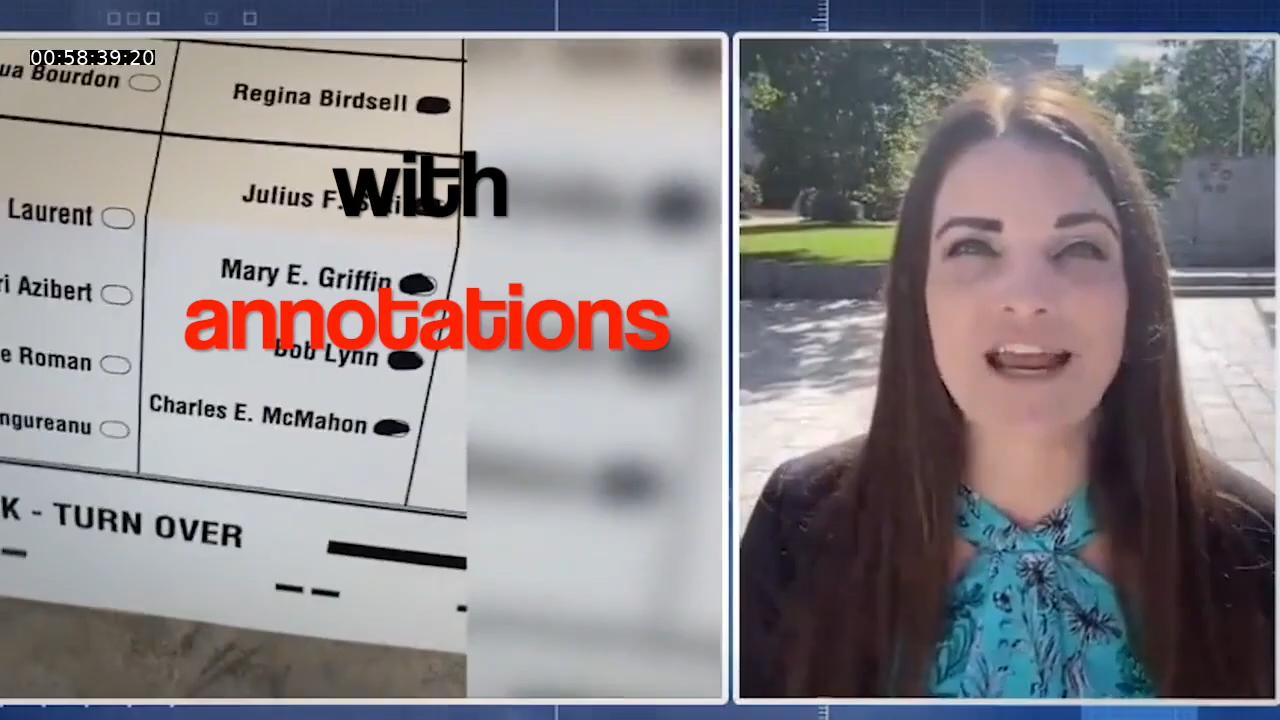 00:58:39:20
ua Bourdon
Regina Birdsell
Laurent
Julius F.
with
ri Azibert
Mary E. Griffin
annotations
e Roman
Bob Lynn
ngureanu
Charles E. McMahon
K - TURN OVER